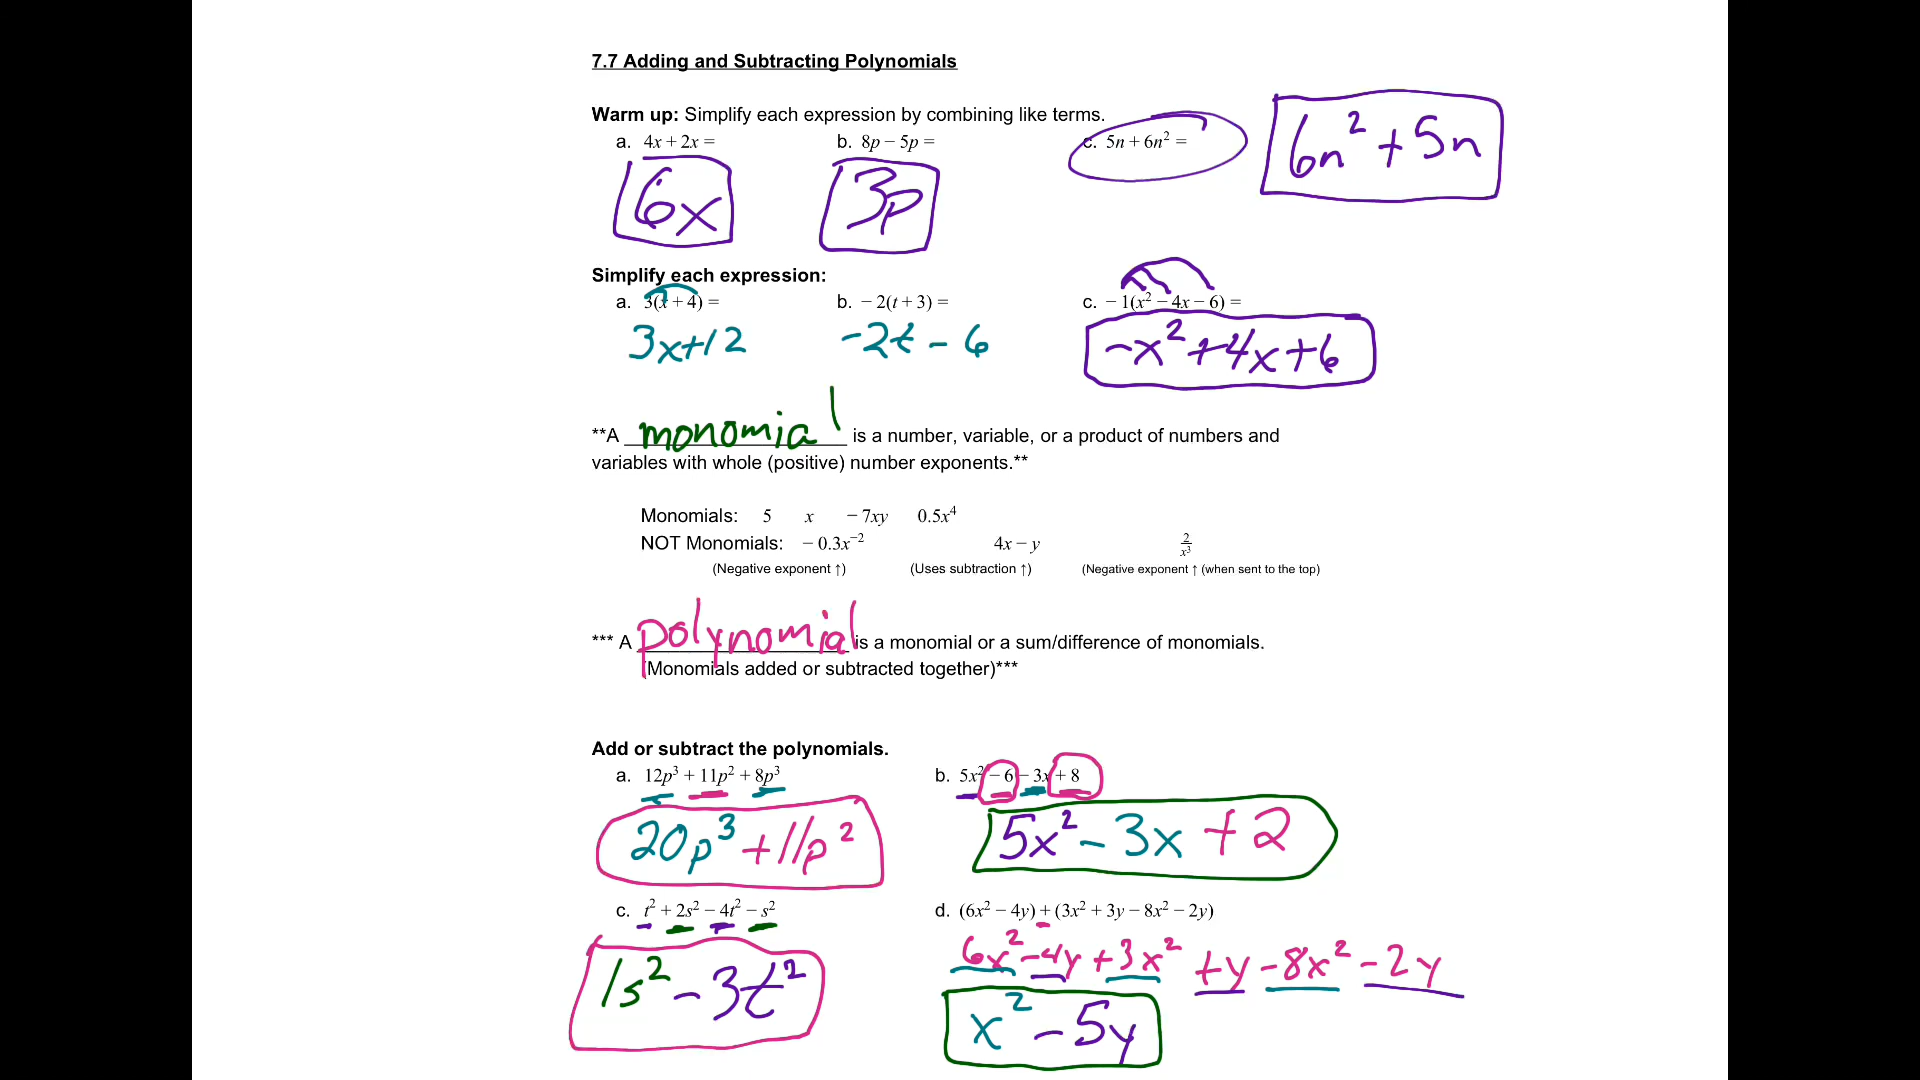 7.7 Adding and Subtracting Polynomials
Warm up: Simplify each expression by combining like terms.
a. 4x + 2x = b. 8p − 5p = c. 5n + 6n² =
6x 3p 6n² + 5n
Simplify each expression:
a. 3(x + 4) = b. − 2(t + 3) = c. − 1(x² − 4x − 6) =
3x+12 -2t - 6 -x²+4x+6
**A monomial is a number, variable, or a product of numbers and
variables with whole (positive) number exponents.**
Monomials: 5 x − 7xy 0.5x⁴
NOT Monomials: − 0.3x⁻² 4x − y 2/x³
(Negative exponent ↑) (Uses subtraction ↑) (Negative exponent ↑ (when sent to the top)
*** A polynomial is a monomial or a sum/difference of monomials.
(Monomials added or subtracted together)***
Add or subtract the polynomials.
a. 12p³ + 11p² + 8p³ b. 5x² − 6 − 3x + 8
20p³ + 11p² 5x² - 3x + 2
c. t² + 2s² − 4t² − s² d. (6x² − 4y) + (3x² + 3y − 8x² − 2y)
6x² -4y +3x² +y -8x² -2y
1s² - 3t² x² - 5y